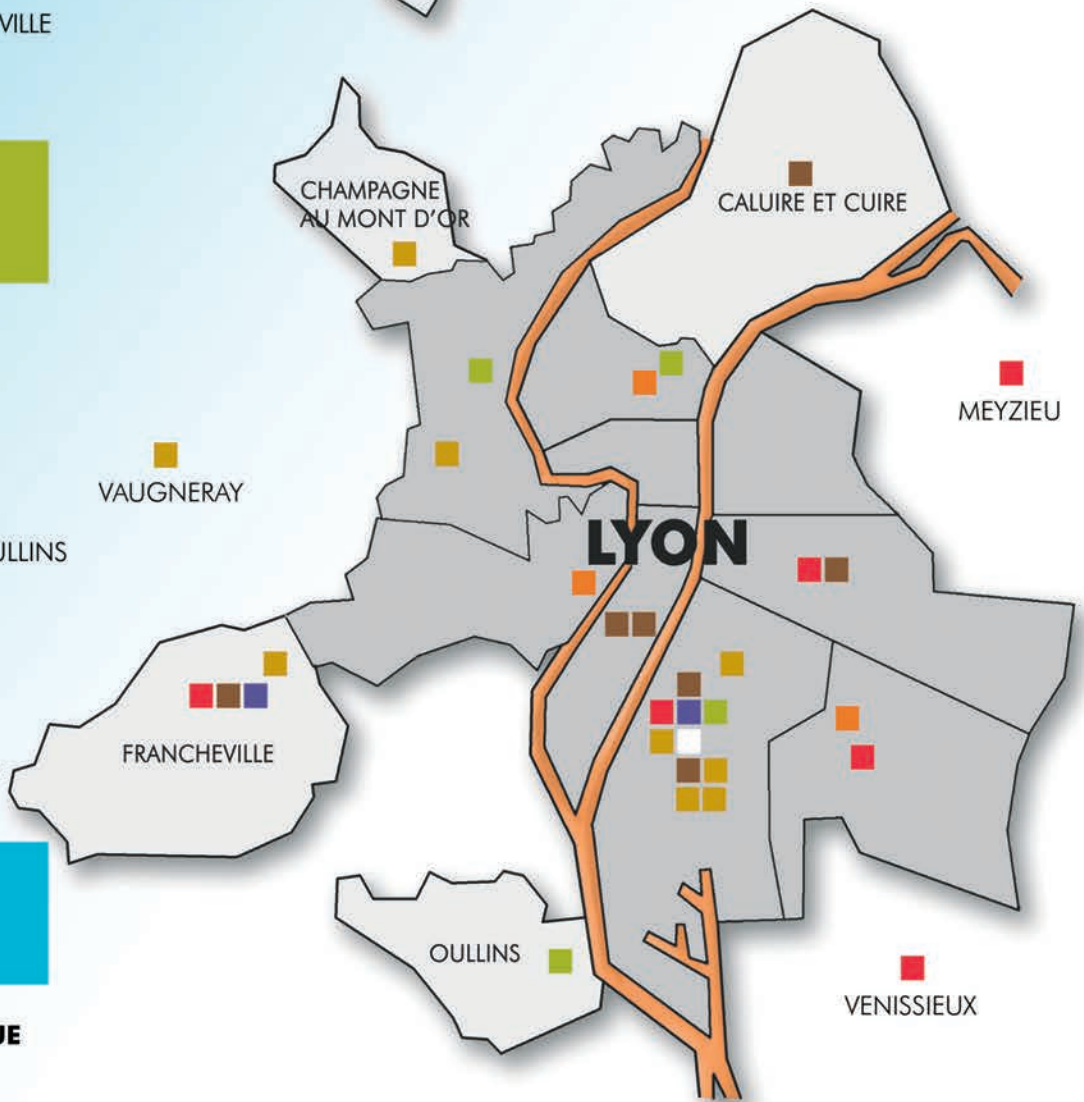 VILLE
CHAMPAGNE
AU MONT D'OR
CALUIRE ET CUIRE
MEYZIEU
VAUGNERAY
LYON
ULLINS
FRANCHEVILLE
OULLINS
VENISSIEUX
UE